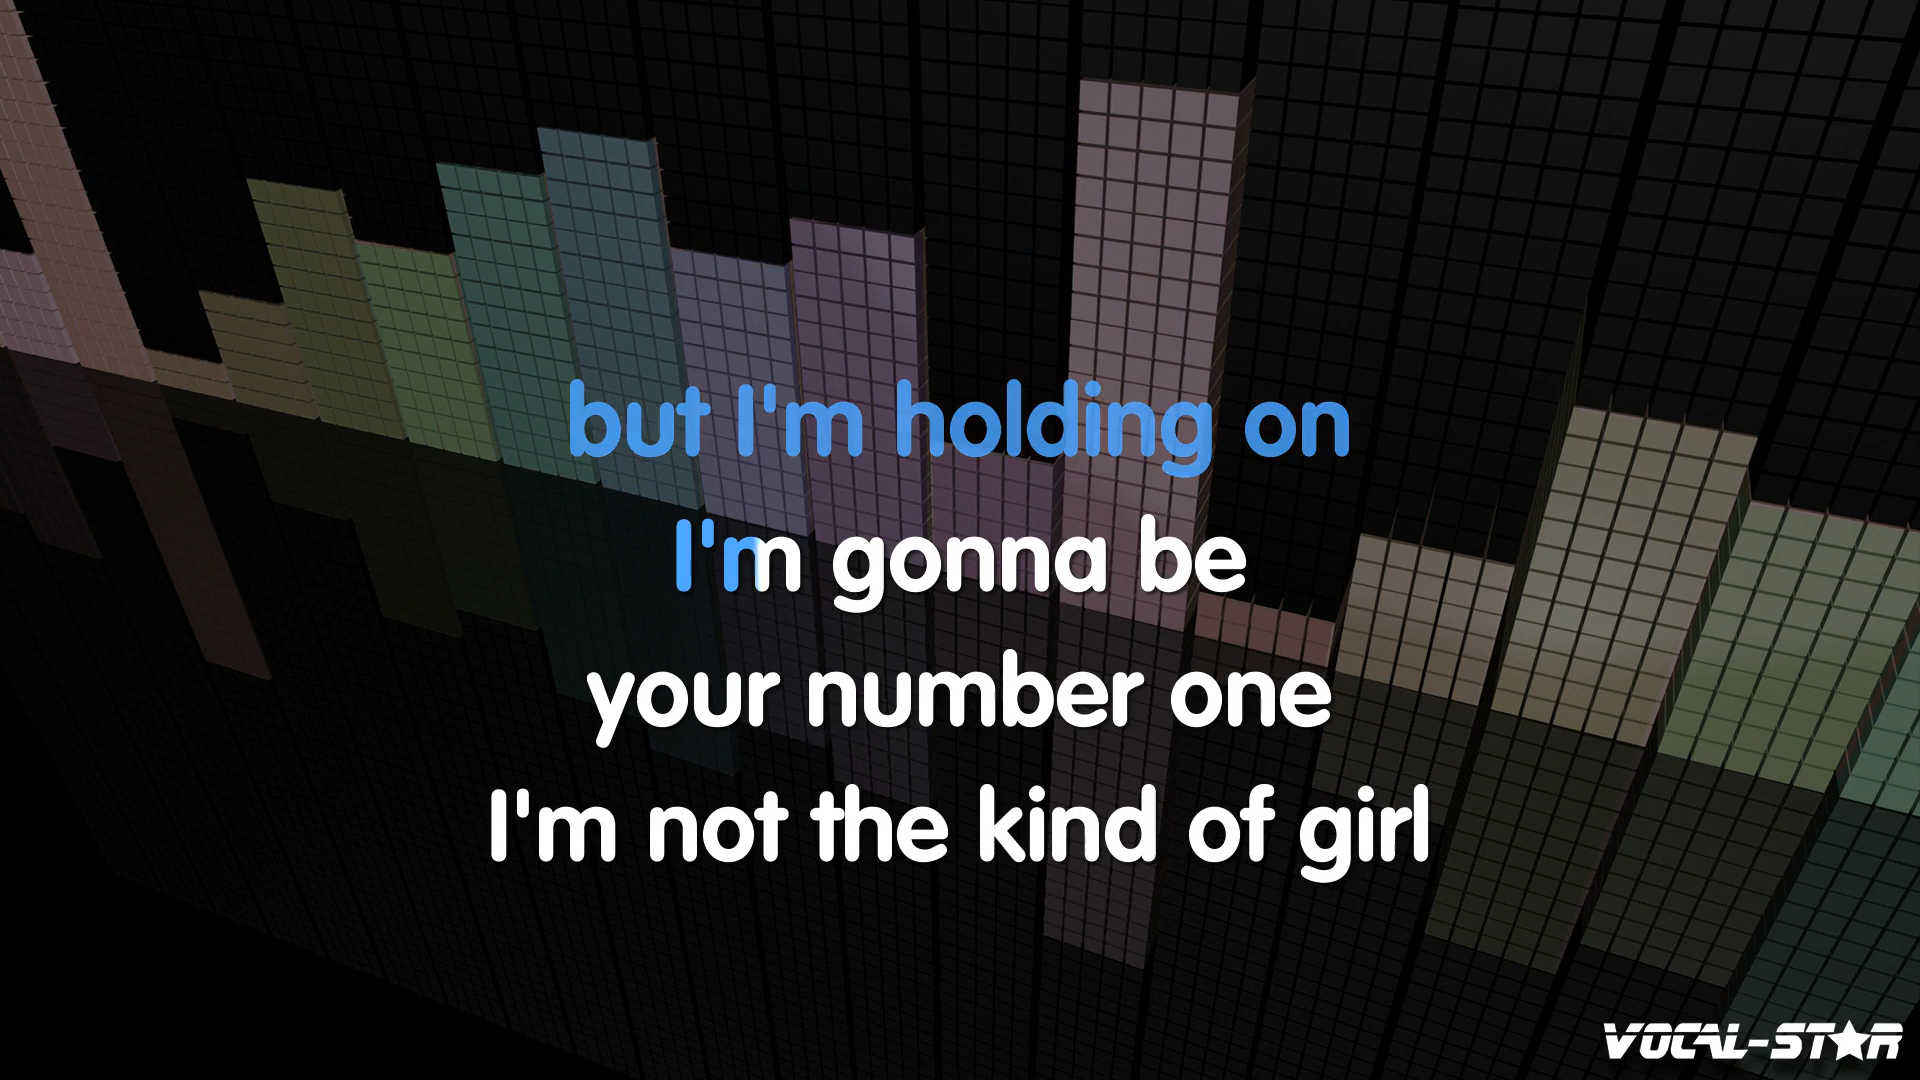 but I'm holding on
I'm gonna be
your number one
I'm not the kind of girl
VOCAL-STAR